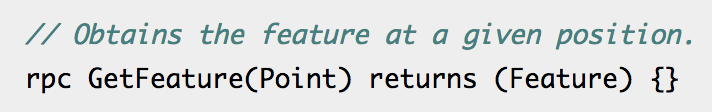 // Obtains the feature at a given position.
rpc GetFeature(Point) returns (Feature) {}